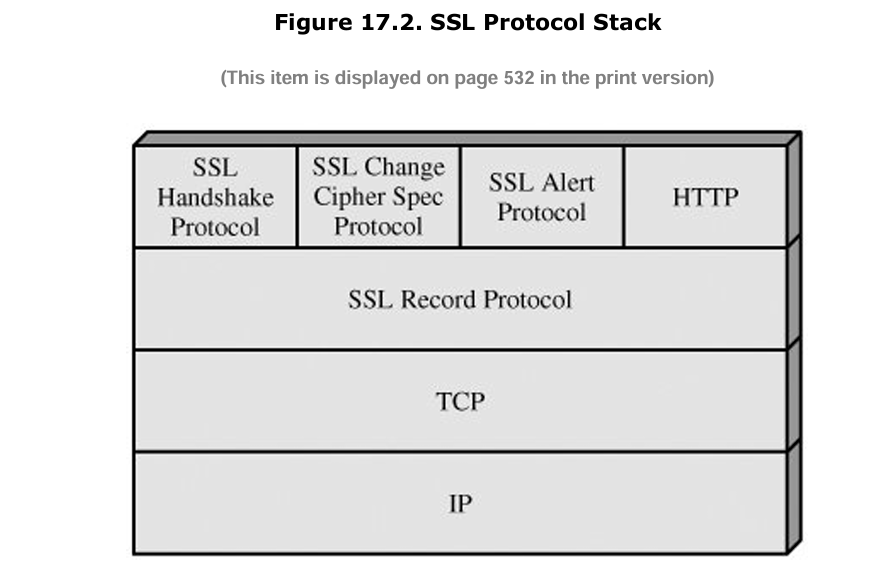 Figure 17.2. SSL Protocol Stack
(This item is displayed on page 532 in the print version)
SSL
Handshake
Protocol
SSL Change
Cipher Spec
Protocol
SSL Alert
Protocol
HTTP
SSL Record Protocol
TCP
IP